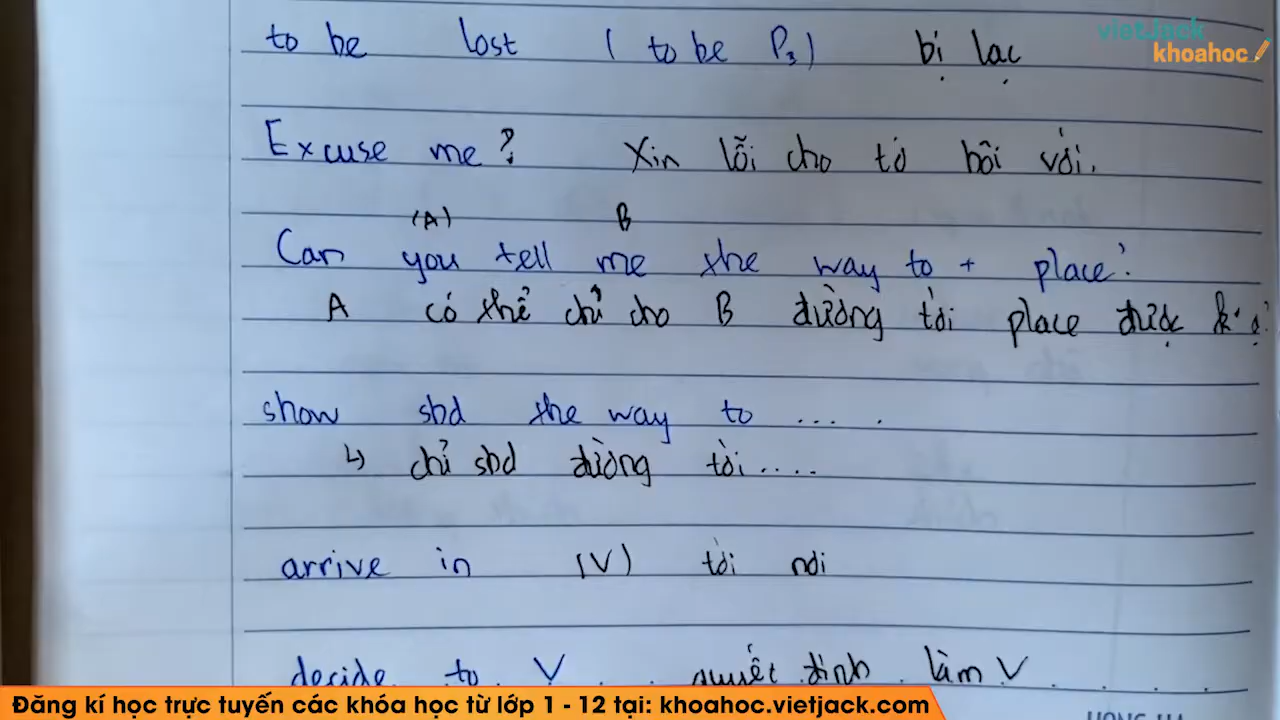 vietjack
khoahoc
to be lost ( to be P₃) bị lạc
Excuse me? Xin lỗi cho tớ hỏi với.
(A) B
Can you tell me the way to + place?
A có thể chỉ cho B đường tới place được k ạ?
show sbd the way to ... .
↳ chỉ sbd đường tới ....
arrive in (V) tới nơi
decide to V quyết định làm V
Đăng kí học trực tuyến các khóa học từ lớp 1 - 12 tại: khoahoc.vietjack.com